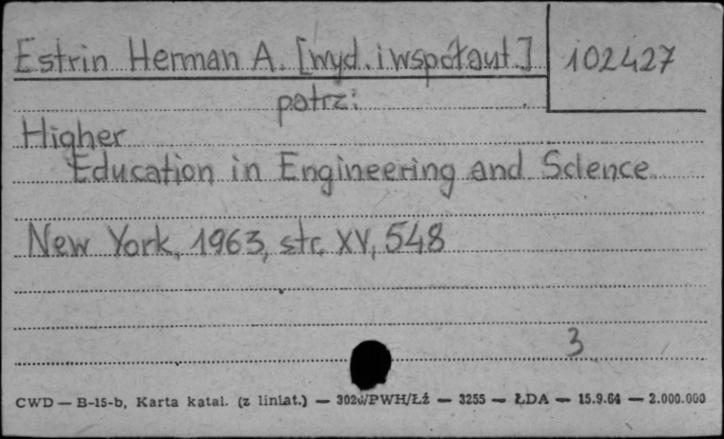 Estrin Herman A. [wyd. i współaut.] 102427
patrz:
Higher
Education in Engineering and Science
New York, 1963, str. XV, 548
3
CWD — B-15-b, Karta katal. (z liniat.) — /PWH/Łź — 3255 — ŁDA — 15.9.64 — 2.000.000